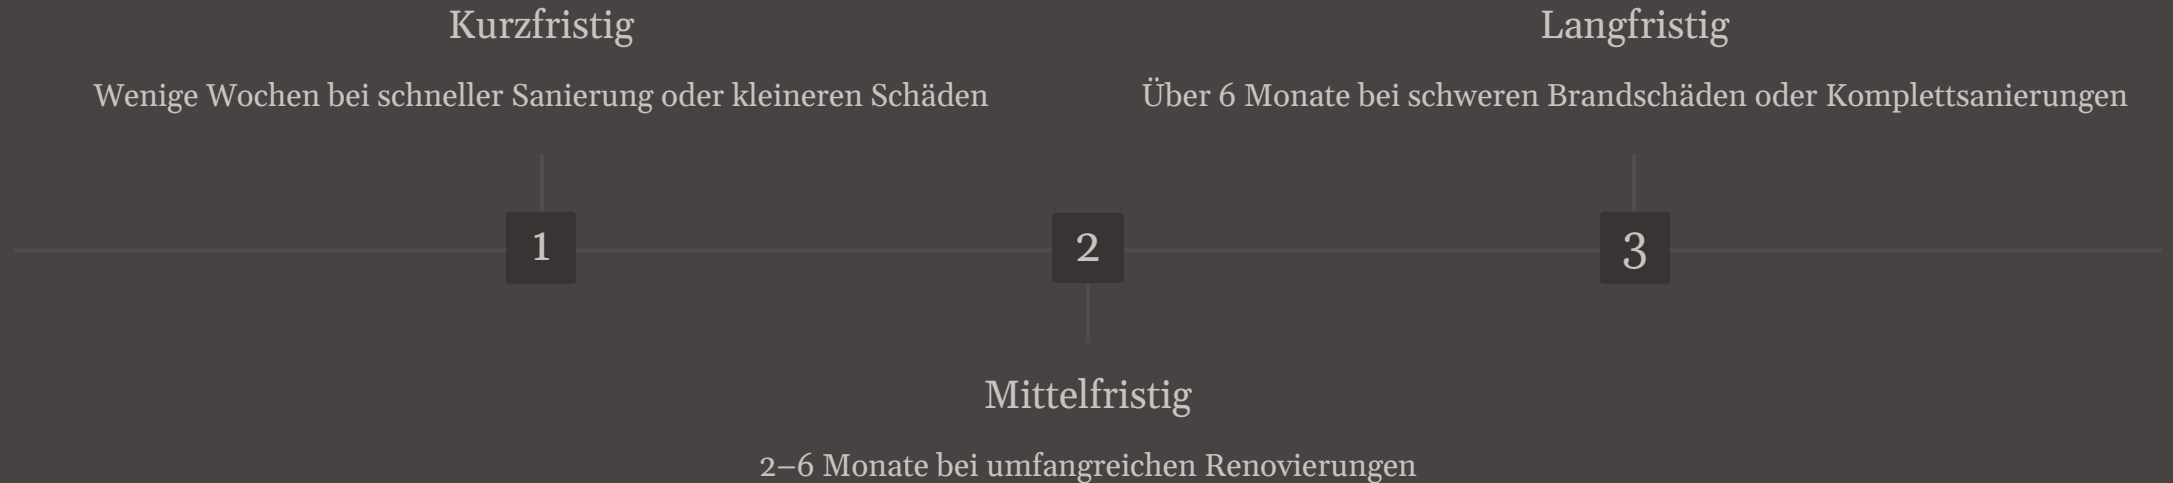 Kurzfristig
Wenige Wochen bei schneller Sanierung oder kleineren Schäden
Langfristig
Über 6 Monate bei schweren Brandschäden oder Komplettsanierungen
1
2
3
Mittelfristig
2–6 Monate bei umfangreichen Renovierungen